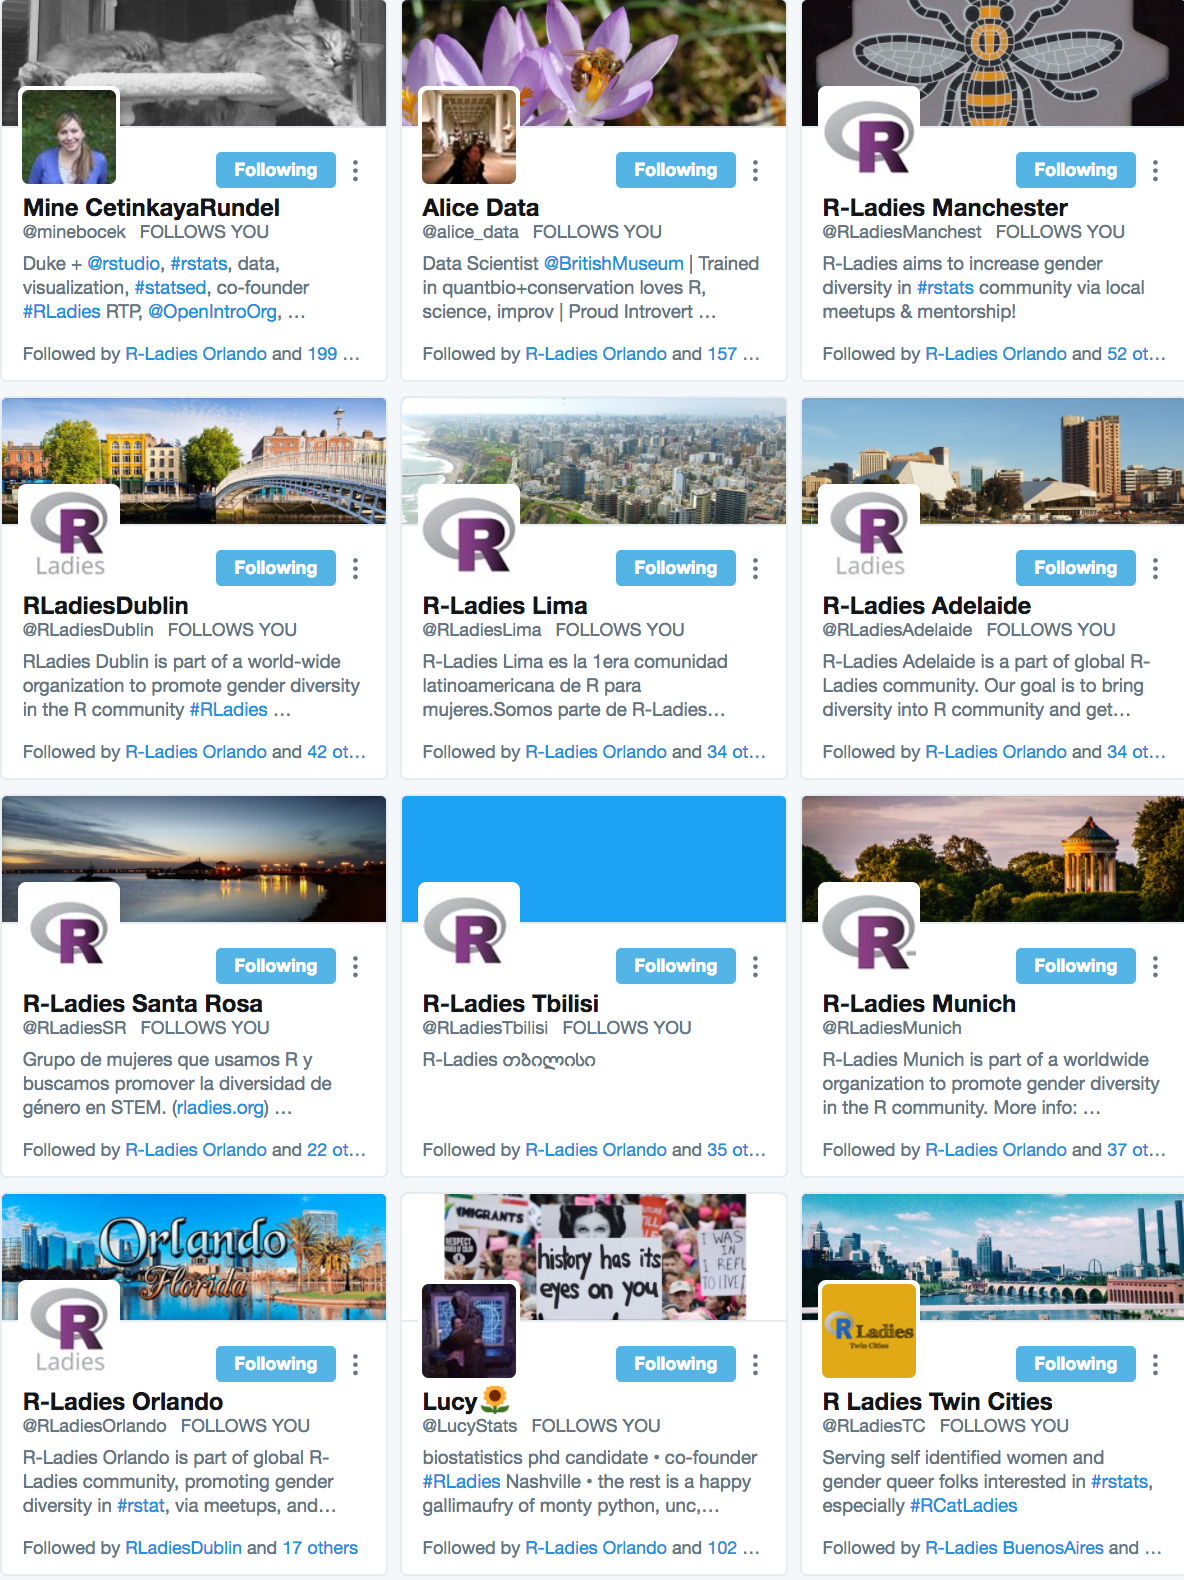 Following
Mine CetinkayaRundel
@minebocek FOLLOWS YOU
Duke + @rstudio, #rstats, data,
visualization, #statsed, co-founder
#RLadies RTP, @OpenIntroOrg, …
Followed by R-Ladies Orlando and 199 …
Following
Alice Data
@alice_data FOLLOWS YOU
Data Scientist @BritishMuseum | Trained
in quantbio+conservation loves R,
science, improv | Proud Introvert …
Followed by R-Ladies Orlando and 157 …
R
Following
R-Ladies Manchester
@RLadiesManchest FOLLOWS YOU
R-Ladies aims to increase gender
diversity in #rstats community via local
meetups & mentorship!
Followed by R-Ladies Orlando and 52 ot…
R
Ladies
Following
RLadiesDublin
@RLadiesDublin FOLLOWS YOU
RLadies Dublin is part of a world-wide
organization to promote gender diversity
in the R community #RLadies …
Followed by R-Ladies Orlando and 42 ot…
R
Following
R-Ladies Lima
@RLadiesLima FOLLOWS YOU
R-Ladies Lima es la 1era comunidad
latinoamericana de R para
mujeres.Somos parte de R-Ladies…
Followed by R-Ladies Orlando and 34 ot…
R
Ladies
Following
R-Ladies Adelaide
@RLadiesAdelaide FOLLOWS YOU
R-Ladies Adelaide is a part of global R-
Ladies community. Our goal is to bring
diversity into R community and get…
Followed by R-Ladies Orlando and 34 ot…
R
Following
R-Ladies Santa Rosa
@RLadiesSR FOLLOWS YOU
Grupo de mujeres que usamos R y
buscamos promover la diversidad de
género en STEM. (rladies.org) …
Followed by R-Ladies Orlando and 22 ot…
R
Following
R-Ladies Tbilisi
@RLadiesTbilisi FOLLOWS YOU
R-Ladies თბილისი
Followed by R-Ladies Orlando and 35 ot…
R
Following
R-Ladies Munich
@RLadiesMunich
R-Ladies Munich is part of a worldwide
organization to promote gender diversity
in the R community. More info: …
Followed by R-Ladies Orlando and 37 ot…
Orlando
Florida
R
Ladies
Following
R-Ladies Orlando
@RLadiesOrlando FOLLOWS YOU
R-Ladies Orlando is part of global R-
Ladies community, promoting gender
diversity in #rstat, via meetups, and…
Followed by RLadiesDublin and 17 others
IMMIGRANTS
RESPECT
history has its
eyes on you
I WAS
IN
Following
Lucy🌻
@LucyStats FOLLOWS YOU
biostatistics phd candidate • co-founder
#RLadies Nashville • the rest is a happy
gallimaufry of monty python, unc,…
Followed by R-Ladies Orlando and 102 …
R Ladies
Twin Cities
Following
R Ladies Twin Cities
@RLadiesTC FOLLOWS YOU
Serving self identified women and
gender queer folks interested in #rstats,
especially #RCatLadies
Followed by R-Ladies BuenosAires and …